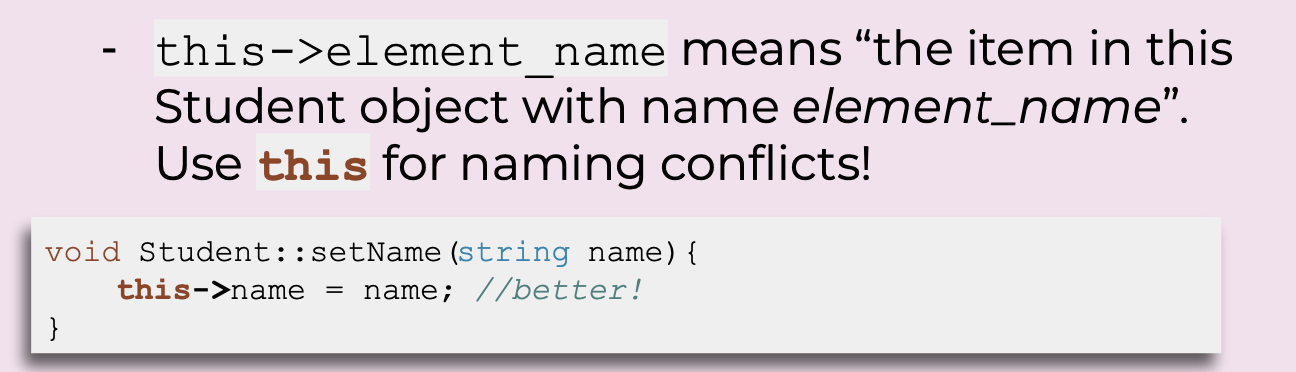 - this->element_name means “the item in this
Student object with name element_name”.
Use this for naming conflicts!
void Student::setName(string name){
    this->name = name; //better!
}